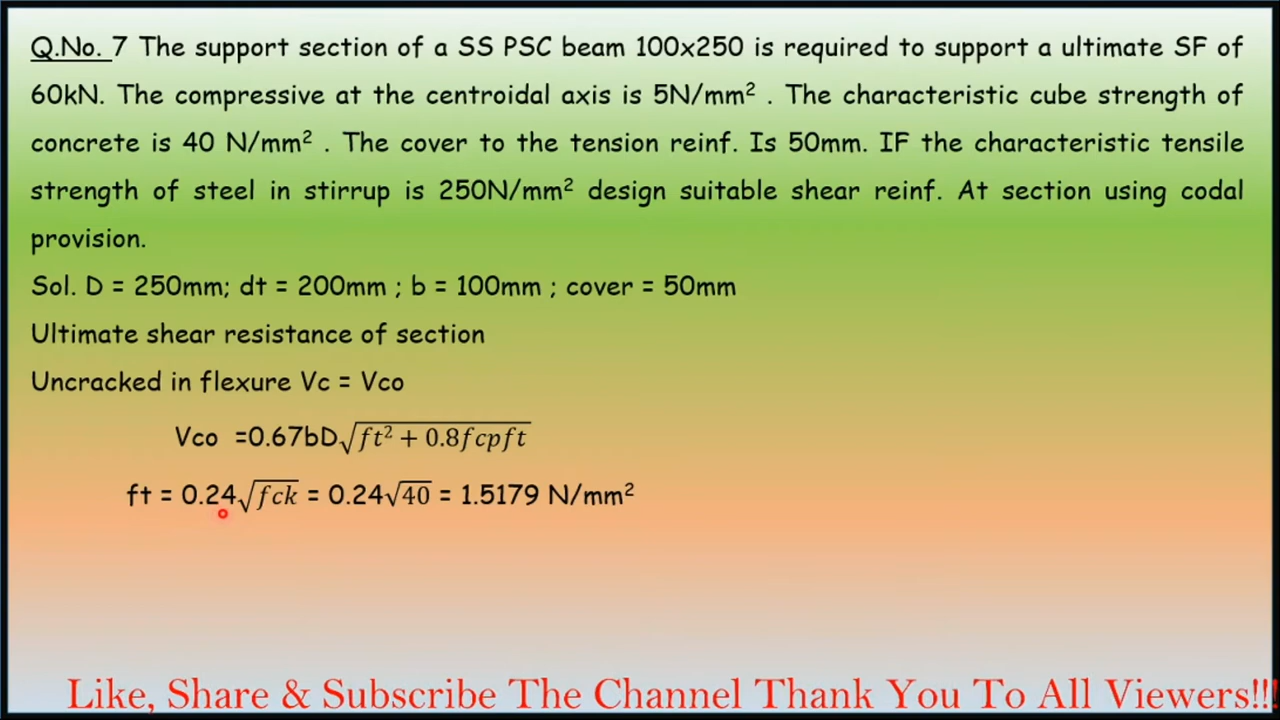 Q.No. 7 The support section of a SS PSC beam 100x250 is required to support a ultimate SF of
60kN. The compressive at the centroidal axis is 5N/mm² . The characteristic cube strength of
concrete is 40 N/mm² . The cover to the tension reinf. Is 50mm. IF the characteristic tensile
strength of steel in stirrup is 250N/mm² design suitable shear reinf. At section using codal
provision.
Sol. D = 250mm; dt = 200mm ; b = 100mm ; cover = 50mm
Ultimate shear resistance of section
Uncracked in flexure Vc = Vco
Vco =0.67bD√ft² + 0.8fcpft
ft = 0.24√fck = 0.24√40 = 1.5179 N/mm²
Like, Share & Subscribe The Channel Thank You To All Viewers!!!